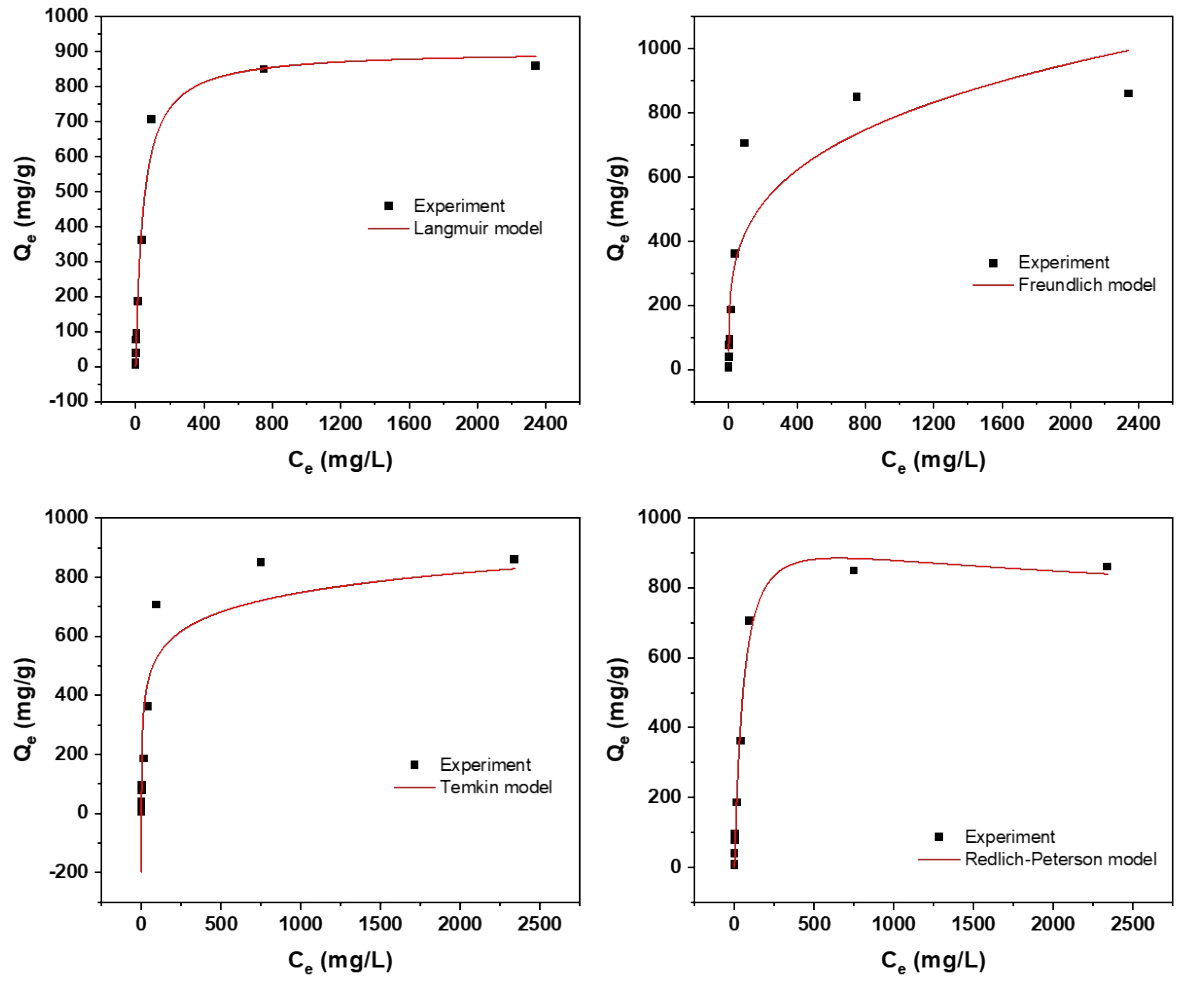 1000
900
800
700
600
500
400
300
200
100
0
-100
Qe (mg/g)
Experiment
Langmuir model
0 400 800 1200 1600 2000 2400
Ce (mg/L)
1000
800
600
400
200
0
Qe (mg/g)
Experiment
Freundlich model
0 400 800 1200 1600 2000 2400
Ce (mg/L)
1000
800
600
400
200
0
-200
Qe (mg/g)
Experiment
Temkin model
0 500 1000 1500 2000 2500
Ce (mg/L)
1000
800
600
400
200
0
Qe (mg/g)
Experiment
Redlich-Peterson model
0 500 1000 1500 2000 2500
Ce (mg/L)